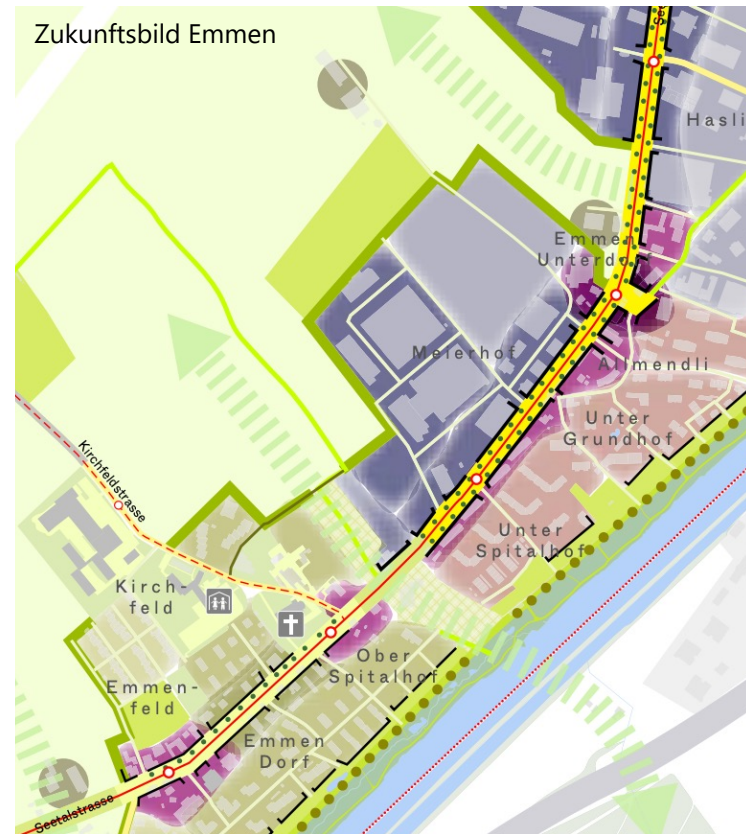 Zukunftsbild Emmen
Hasli
Emmen
Unterdorf
Meierhof
Allmendli
Unter
Grundhof
Kirchfeldstrasse
Unter
Spitalhof
Kirch-
feld
Ober
Spitalhof
Emmen-
feld
Emmen
Dorf
Seetalstrasse